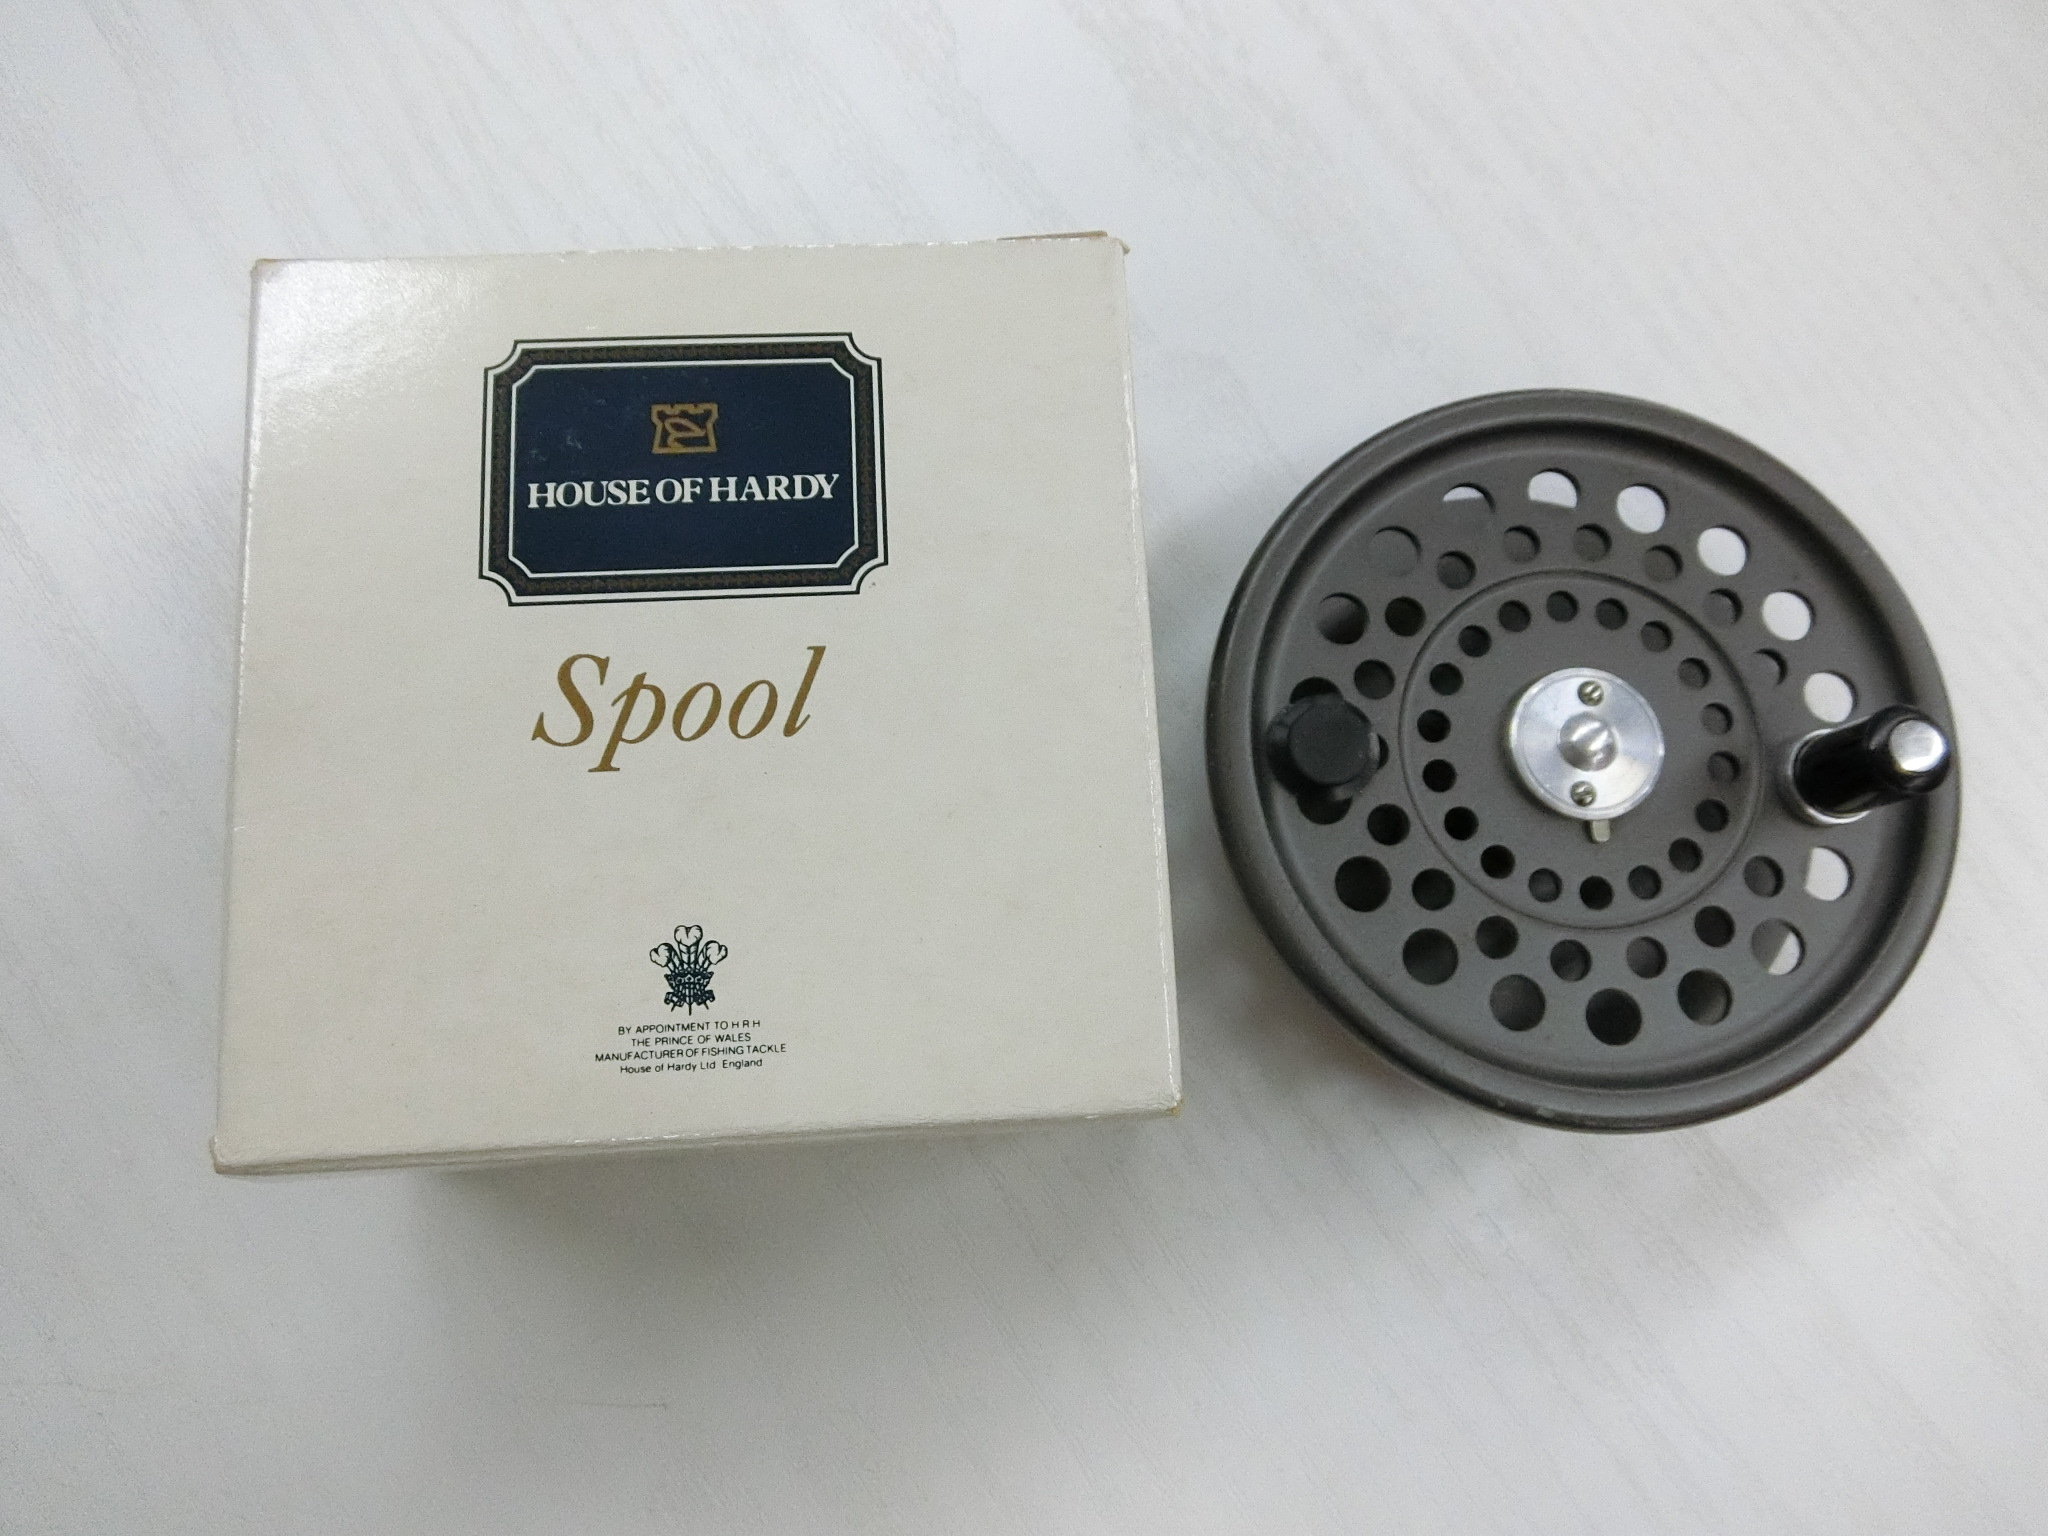 HOUSE OF HARDY
Spool
BY APPOINTMENT TO H R H
THE PRINCE OF WALES
MANUFACTURER OF FISHING TACKLE
House of Hardy Ltd England